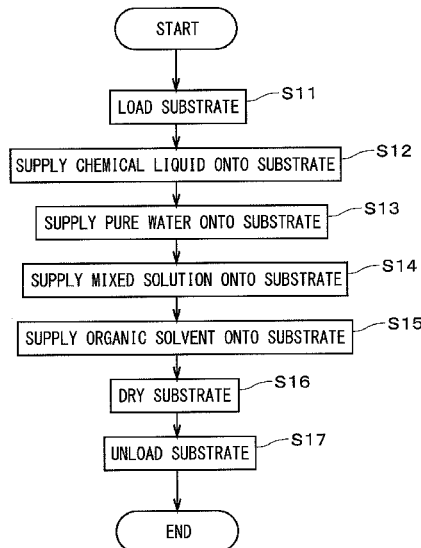 START
LOAD SUBSTRATE
S11
SUPPLY CHEMICAL LIQUID ONTO SUBSTRATE
S12
SUPPLY PURE WATER ONTO SUBSTRATE
S13
SUPPLY MIXED SOLUTION ONTO SUBSTRATE
S14
SUPPLY ORGANIC SOLVENT ONTO SUBSTRATE
S15
DRY SUBSTRATE
S16
UNLOAD SUBSTRATE
S17
END